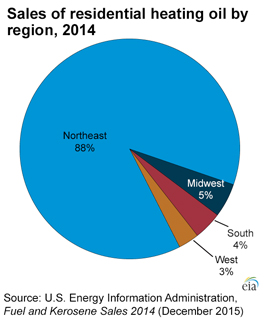 Sales of residential heating oil by
region, 2014
Northeast
88%
Midwest
5%
South
4%
West
3%
eia
Source: U.S. Energy Information Administration,
Fuel and Kerosene Sales 2014 (December 2015)